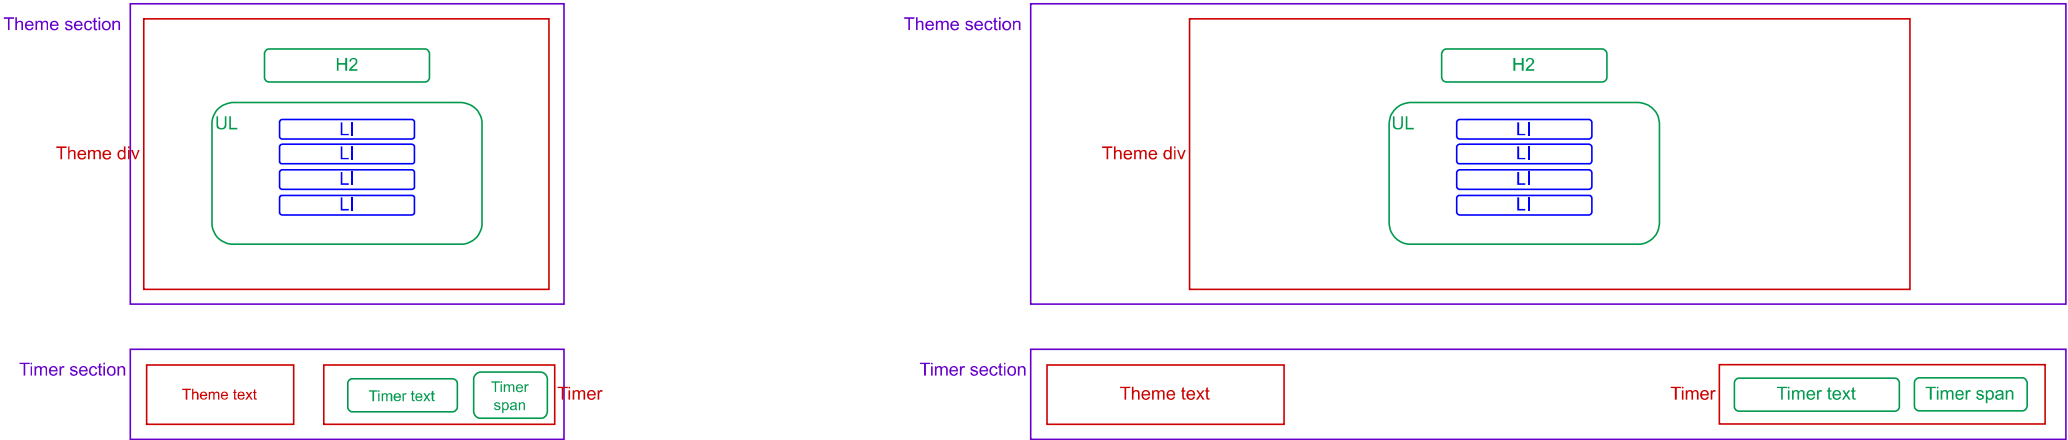 Theme section
H2
UL
LI
LI
Theme div
LI
LI
Timer section
Theme text
Timer text
Timer
span
Timer
Theme section
H2
UL
LI
LI
Theme div
LI
LI
Timer section
Theme text
Timer
Timer text
Timer span